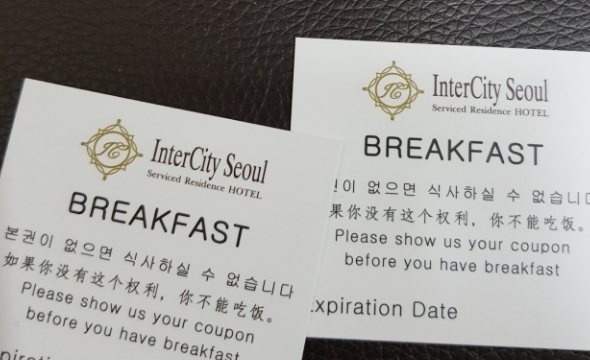 InterCity Seoul
Serviced Residence HOTEL
BREAKFAST
본권이 없으면 식사하실 수 없습니다
如果你没有这个权利，你不能吃饭。
Please show us your coupon
before you have breakfast
InterCity Seoul
Serviced Residence HOTEL
BREAKFAST
없으면 식사하실 수 없습니다
果你没有这个权利，你不能吃饭。
Please show us your coupon
before you have breakfast
Expiration Date